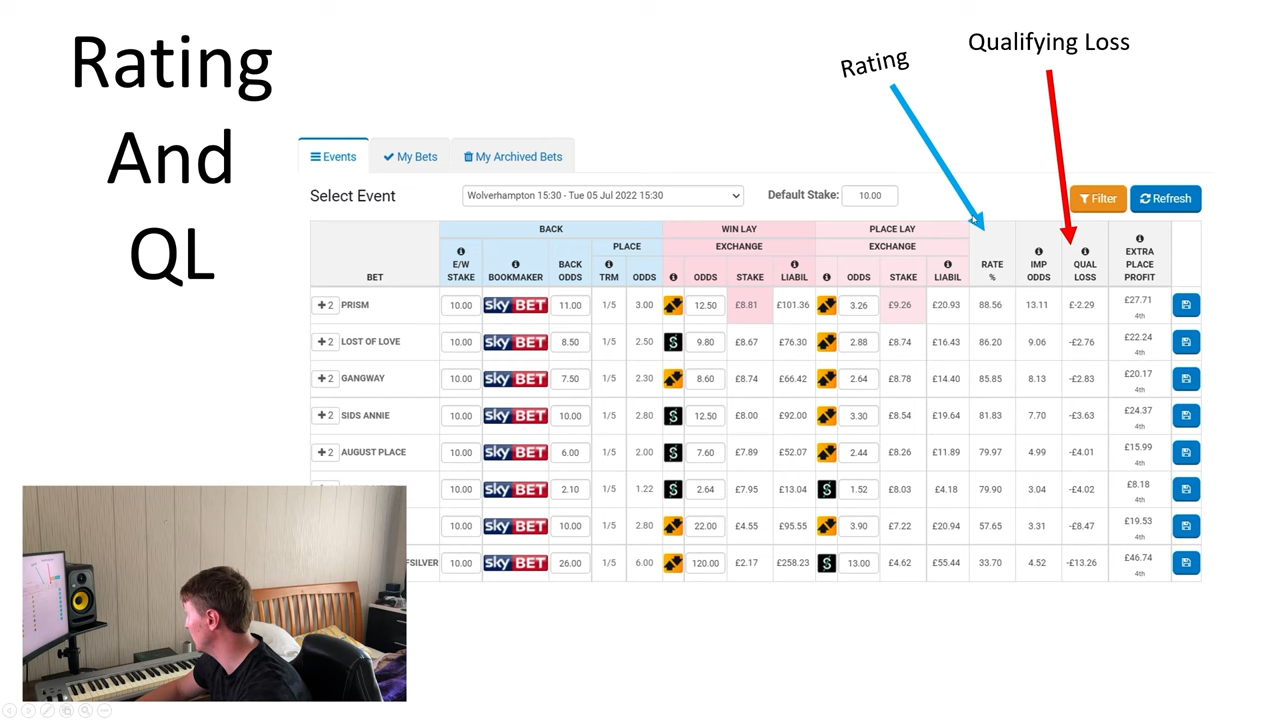 Rating
And
QL
Rating
Qualifying Loss
Events My Bets My Archived Bets
Select Event Wolverhampton 15:30 - Tue 05 Jul 2022 15:30 Default Stake: 10.00 Filter Refresh
BACK WIN LAY PLACE LAY
PLACE EXCHANGE EXCHANGE
BET E/W STAKE BOOKMAKER BACK ODDS TRM ODDS ODDS STAKE LIABIL ODDS STAKE LIABIL RATE % IMP ODDS QUAL LOSS EXTRA PLACE PROFIT
2 PRISM 10.00 sky BET 11.00 1/5 3.00 12.50 £8.81 £101.36 3.26 £9.26 £20.93 88.56 13.11 £-2.29 £27.71 4th
2 LOST OF LOVE 10.00 sky BET 8.50 1/5 2.50 9.80 £8.67 £76.30 2.88 £8.74 £16.43 86.20 9.06 -£2.76 £22.24 4th
2 GANGWAY 10.00 sky BET 7.50 1/5 2.30 8.60 £8.74 £66.42 2.64 £8.78 £14.40 85.85 8.13 -£2.83 £20.17 4th
2 SIDS ANNIE 10.00 sky BET 10.00 1/5 2.80 12.50 £8.00 £92.00 3.30 £8.54 £19.64 81.83 7.70 -£3.63 £24.37 4th
2 AUGUST PLACE 10.00 sky BET 6.00 1/5 2.00 7.60 £7.89 £52.07 2.44 £8.26 £11.89 79.97 4.99 -£4.01 £15.99 4th
10.00 sky BET 2.10 1/5 1.22 2.64 £7.95 £13.04 1.52 £8.03 £4.18 79.90 3.04 -£4.02 £8.18 4th
10.00 sky BET 10.00 1/5 2.80 22.00 £4.55 £95.55 3.90 £7.22 £20.94 57.65 3.31 -£8.47 £19.53 4th
FSILVER 10.00 sky BET 26.00 1/5 6.00 120.00 £2.17 £258.23 13.00 £4.62 £55.44 33.70 4.52 -£13.26 £46.74 4th